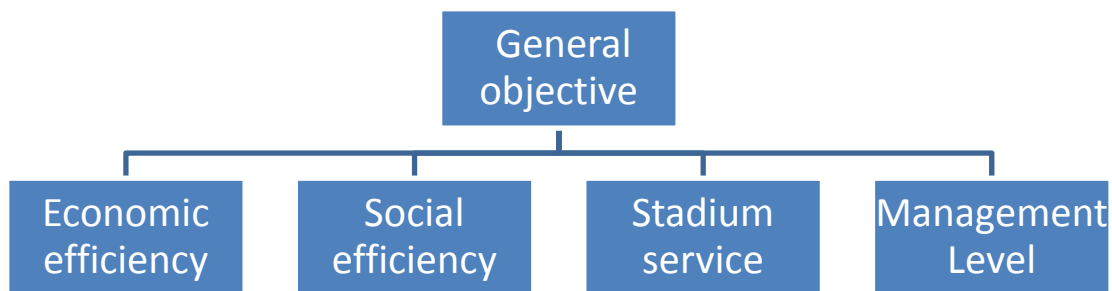 General
objective
Economic
efficiency
Social
efficiency
Stadium
service
Management
Level